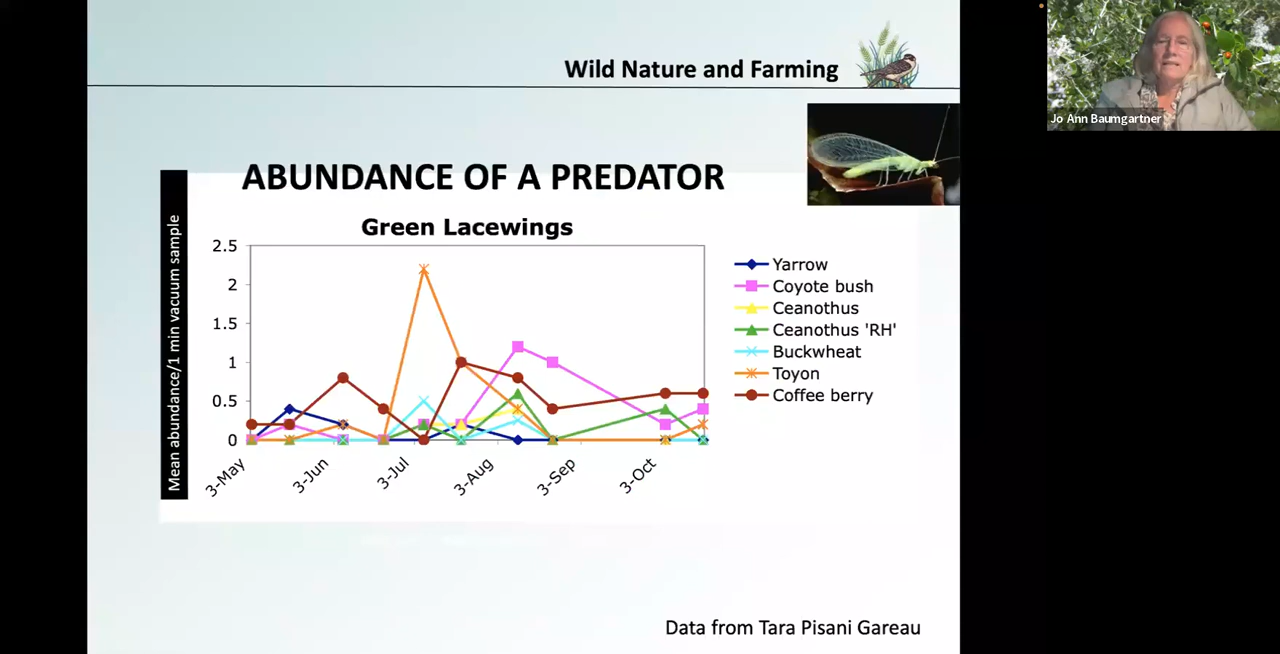 Wild Nature and Farming
Jo Ann Baumgartner
ABUNDANCE OF A PREDATOR
Green Lacewings
Mean abundance/1 min vacuum sample
2.5
2
1.5
1
0.5
0
3-May
3-Jun
3-Jul
3-Aug
3-Sep
3-Oct
Yarrow
Coyote bush
Ceanothus
Ceanothus 'RH'
Buckwheat
Toyon
Coffee berry
Data from Tara Pisani Gareau